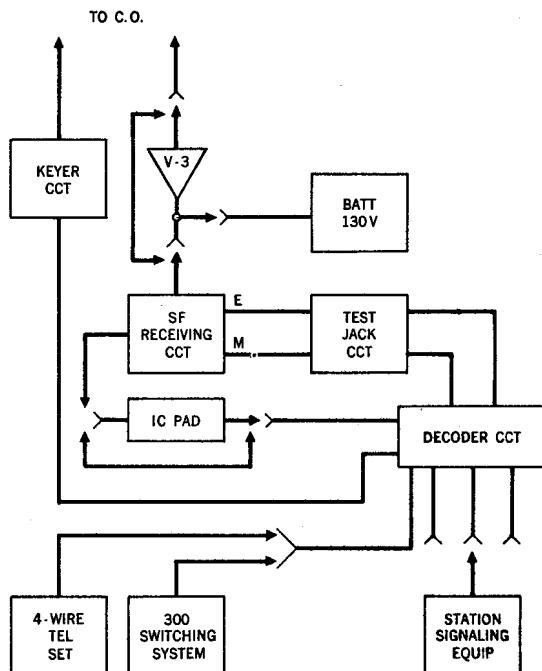 TO C.O.
KEYER
CCT
V-3
BATT
130V
SF
RECEIVING
CCT
E
M
TEST
JACK
CCT
IC PAD
DECODER CCT
4-WIRE
TEL
SET
300
SWITCHING
SYSTEM
STATION
SIGNALING
EQUIP